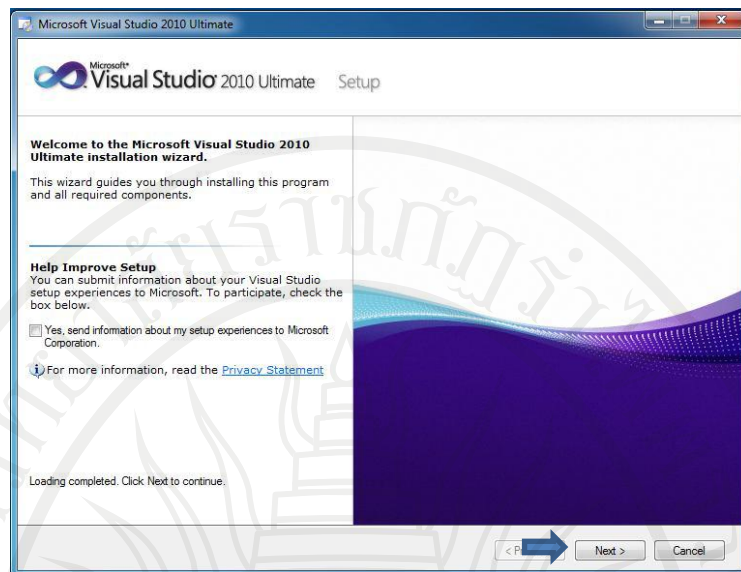 Microsoft Visual Studio 2010 Ultimate
Microsoft®
Visual Studio® 2010 Ultimate Setup
Welcome to the Microsoft Visual Studio 2010
Ultimate installation wizard.
This wizard guides you through installing this program
and all required components.
Help Improve Setup
You can submit information about your Visual Studio
setup experiences to Microsoft. To participate, check the
box below.
Yes, send information about my setup experiences to Microsoft
Corporation.
For more information, read the Privacy Statement
Loading completed. Click Next to continue.
< P
Next >
Cancel